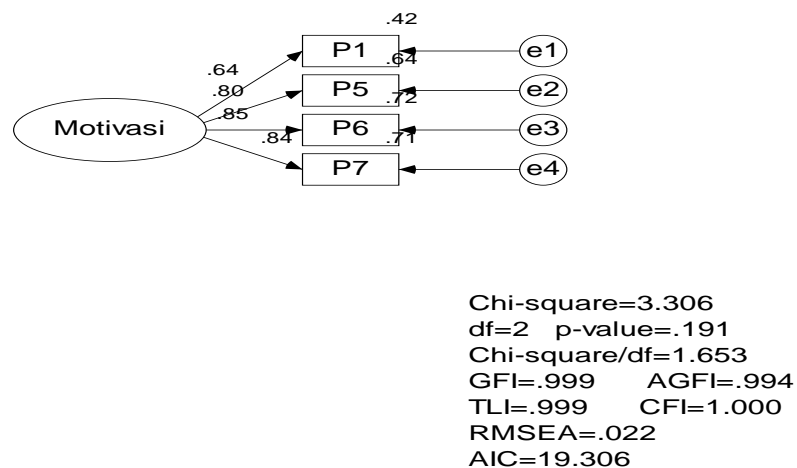 .42
P1
e1
.64
.64
P5
e2
.80
.72
.85
Motivasi
P6
e3
.84
.71
P7
e4
Chi-square=3.306
df=2 p-value=.191
Chi-square/df=1.653
GFI=.999 AGFI=.994
TLI=.999 CFI=1.000
RMSEA=.022
AIC=19.306